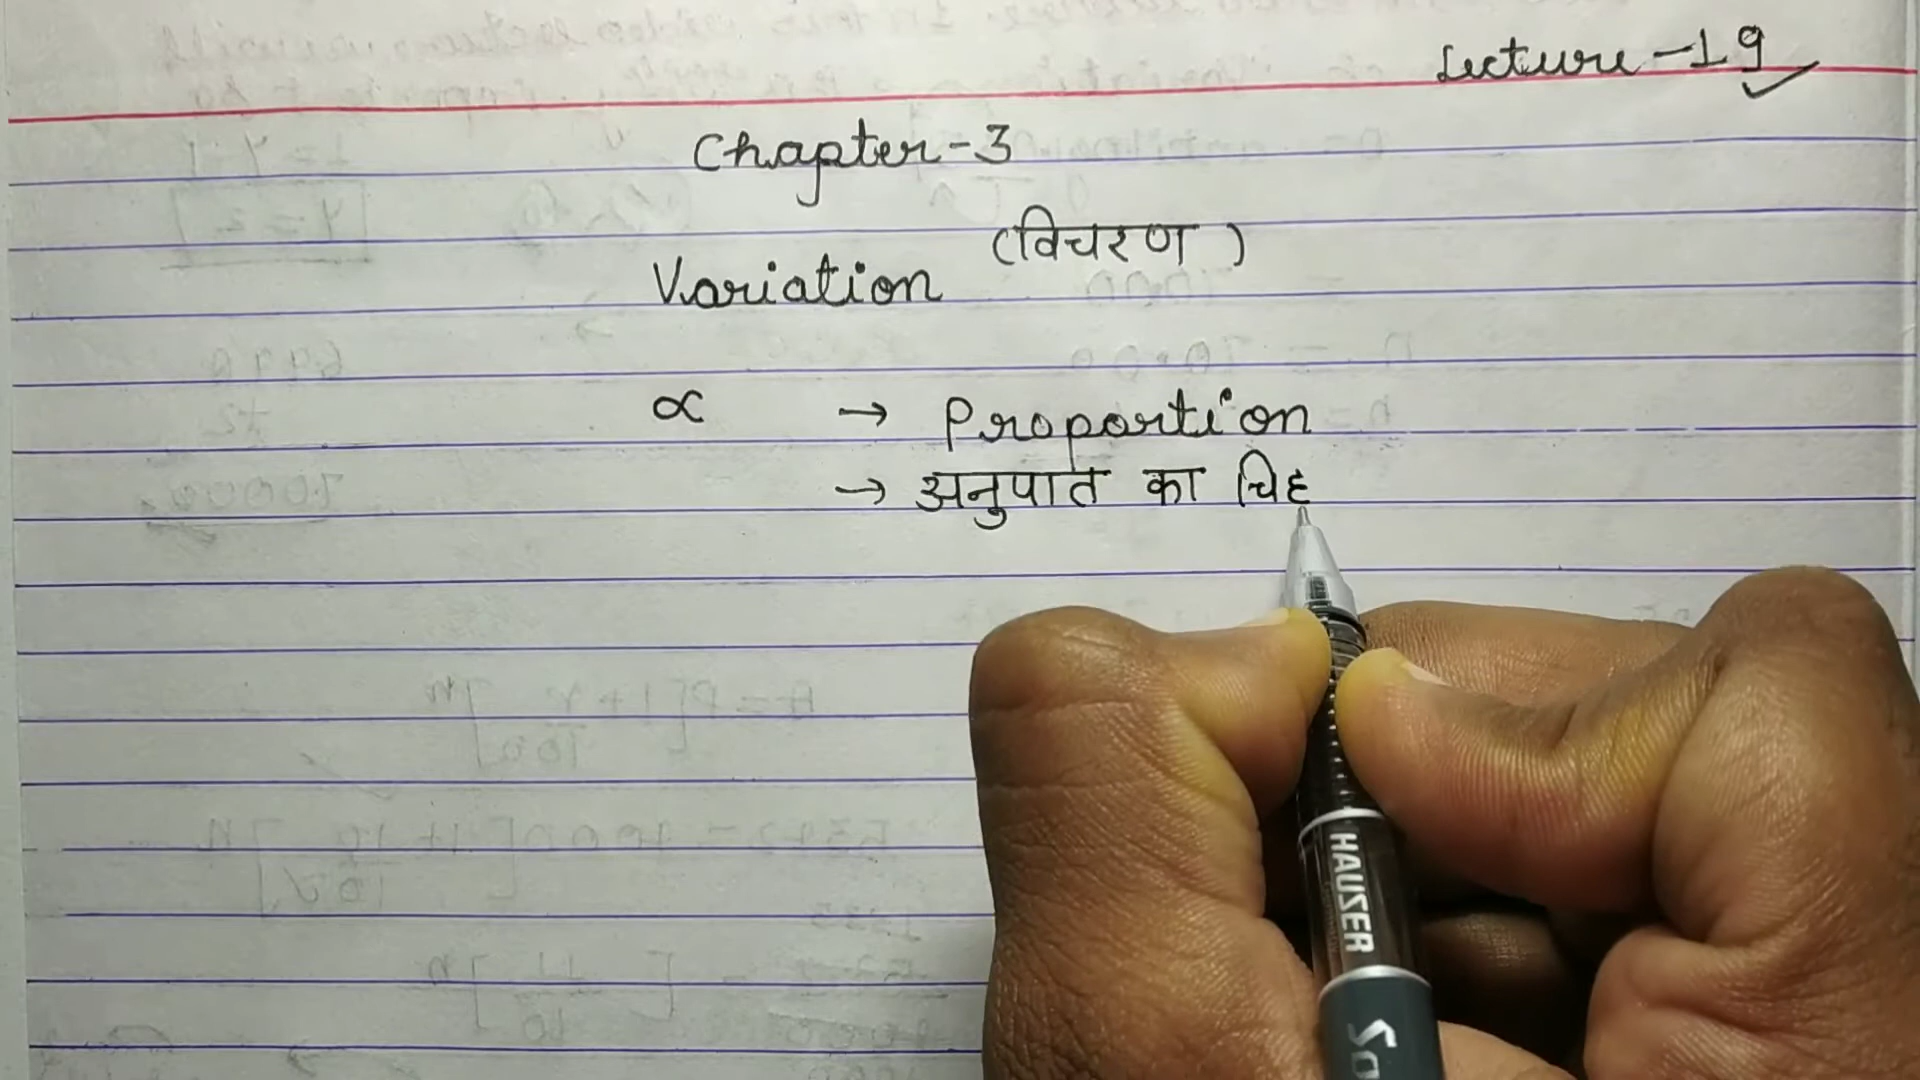 Lecture-19
Chapter-3
(विचरण)
Variation
∝ → Proportion
→ अनुपात का चिह
HAUSER